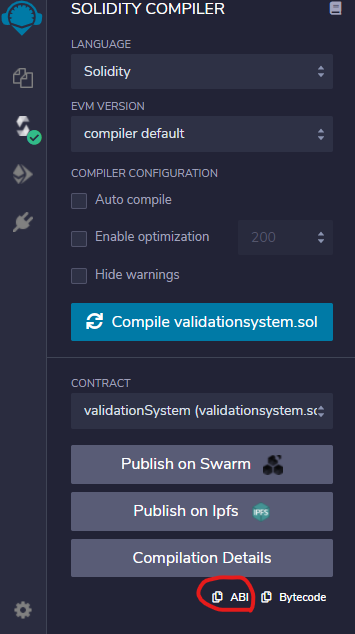 SOLIDITY COMPILER
LANGUAGE
Solidity
EVM VERSION
compiler default
COMPILER CONFIGURATION
Auto compile
Enable optimization 200
Hide warnings
Compile validationsystem.sol
CONTRACT
validationSystem (validationsystem.so
Publish on Swarm
Publish on Ipfs IPFS
Compilation Details
ABI Bytecode